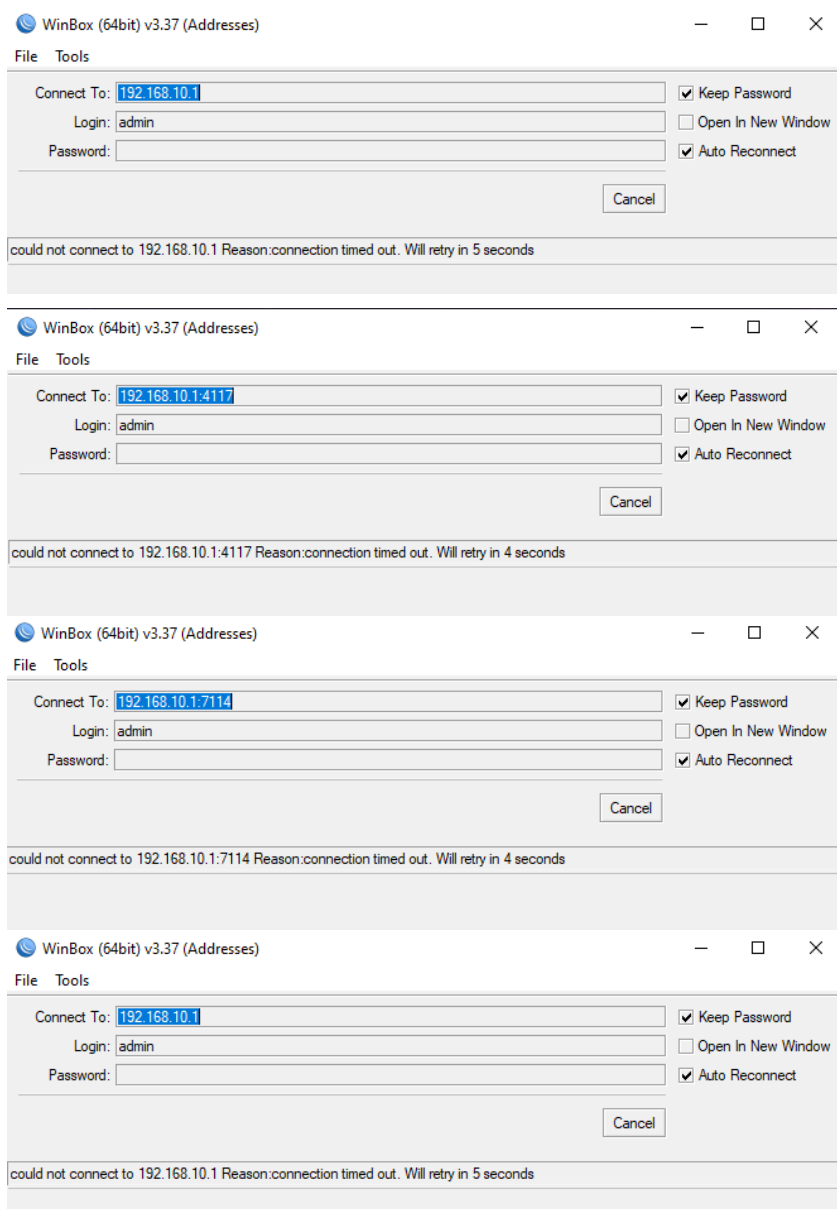 WinBox (64bit) v3.37 (Addresses)
File Tools
Connect To: 192.168.10.1 Keep Password
Login: admin Open In New Window
Password: Auto Reconnect
Cancel
could not connect to 192.168.10.1 Reason:connection timed out. Will retry in 5 seconds
WinBox (64bit) v3.37 (Addresses)
File Tools
Connect To: 192.168.10.1:4117 Keep Password
Login: admin Open In New Window
Password: Auto Reconnect
Cancel
could not connect to 192.168.10.1:4117 Reason:connection timed out. Will retry in 4 seconds
WinBox (64bit) v3.37 (Addresses)
File Tools
Connect To: 192.168.10.1:7114 Keep Password
Login: admin Open In New Window
Password: Auto Reconnect
Cancel
could not connect to 192.168.10.1:7114 Reason:connection timed out. Will retry in 4 seconds
WinBox (64bit) v3.37 (Addresses)
File Tools
Connect To: 192.168.10.1 Keep Password
Login: admin Open In New Window
Password: Auto Reconnect
Cancel
could not connect to 192.168.10.1 Reason:connection timed out. Will retry in 5 seconds